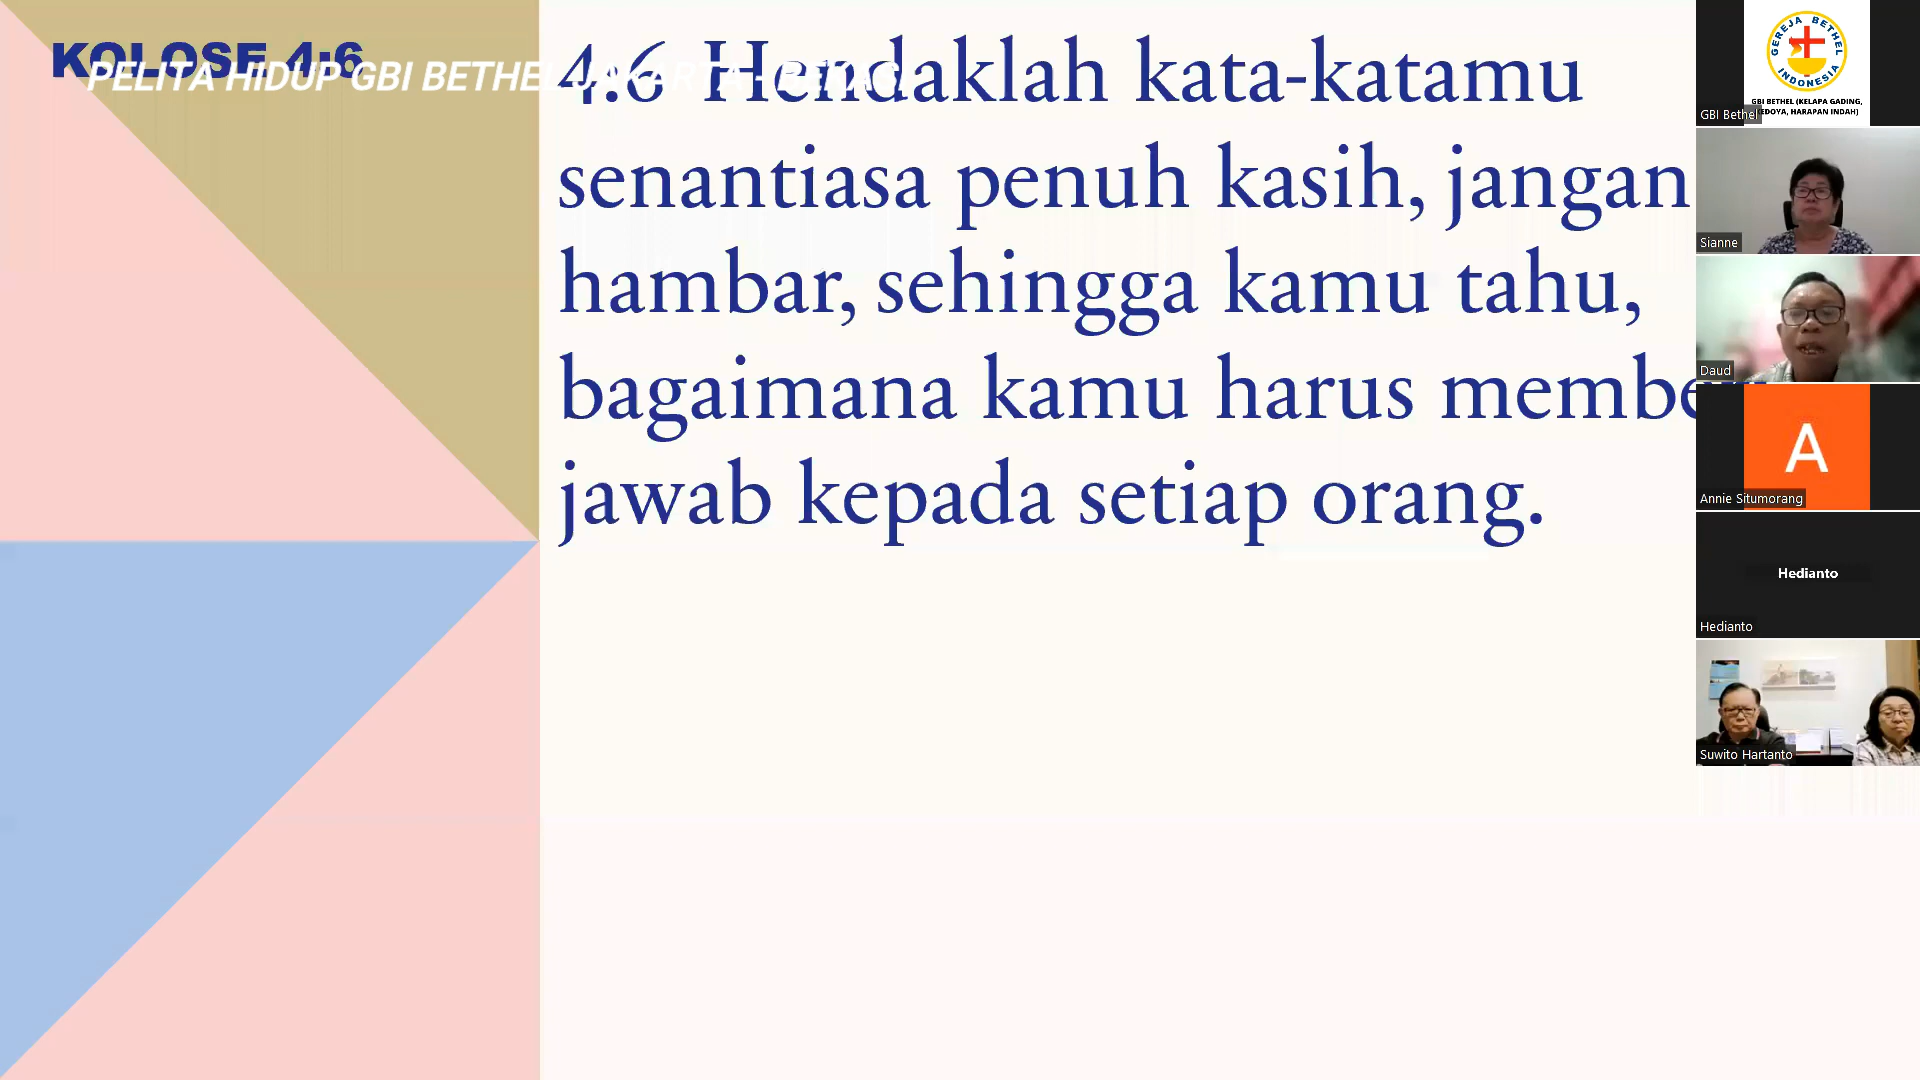 KOLOSE 4:6
PELITA HIDUP GBI BETHEL JAKARTA - BEKASI
4:6 Hendaklah kata-katamu
senantiasa penuh kasih, jangan
hambar, sehingga kamu tahu,
bagaimana kamu harus
jawab kepada setiap orang.
GEREJA BETHEL
INDONESIA
GBI BETHEL (KELAPA GADING,
HARAPAN INDAH)
GBI Bethel
Sianne
Daud
A
Annie Situmorang
Hedianto
Hedianto
Suwito Hartanto